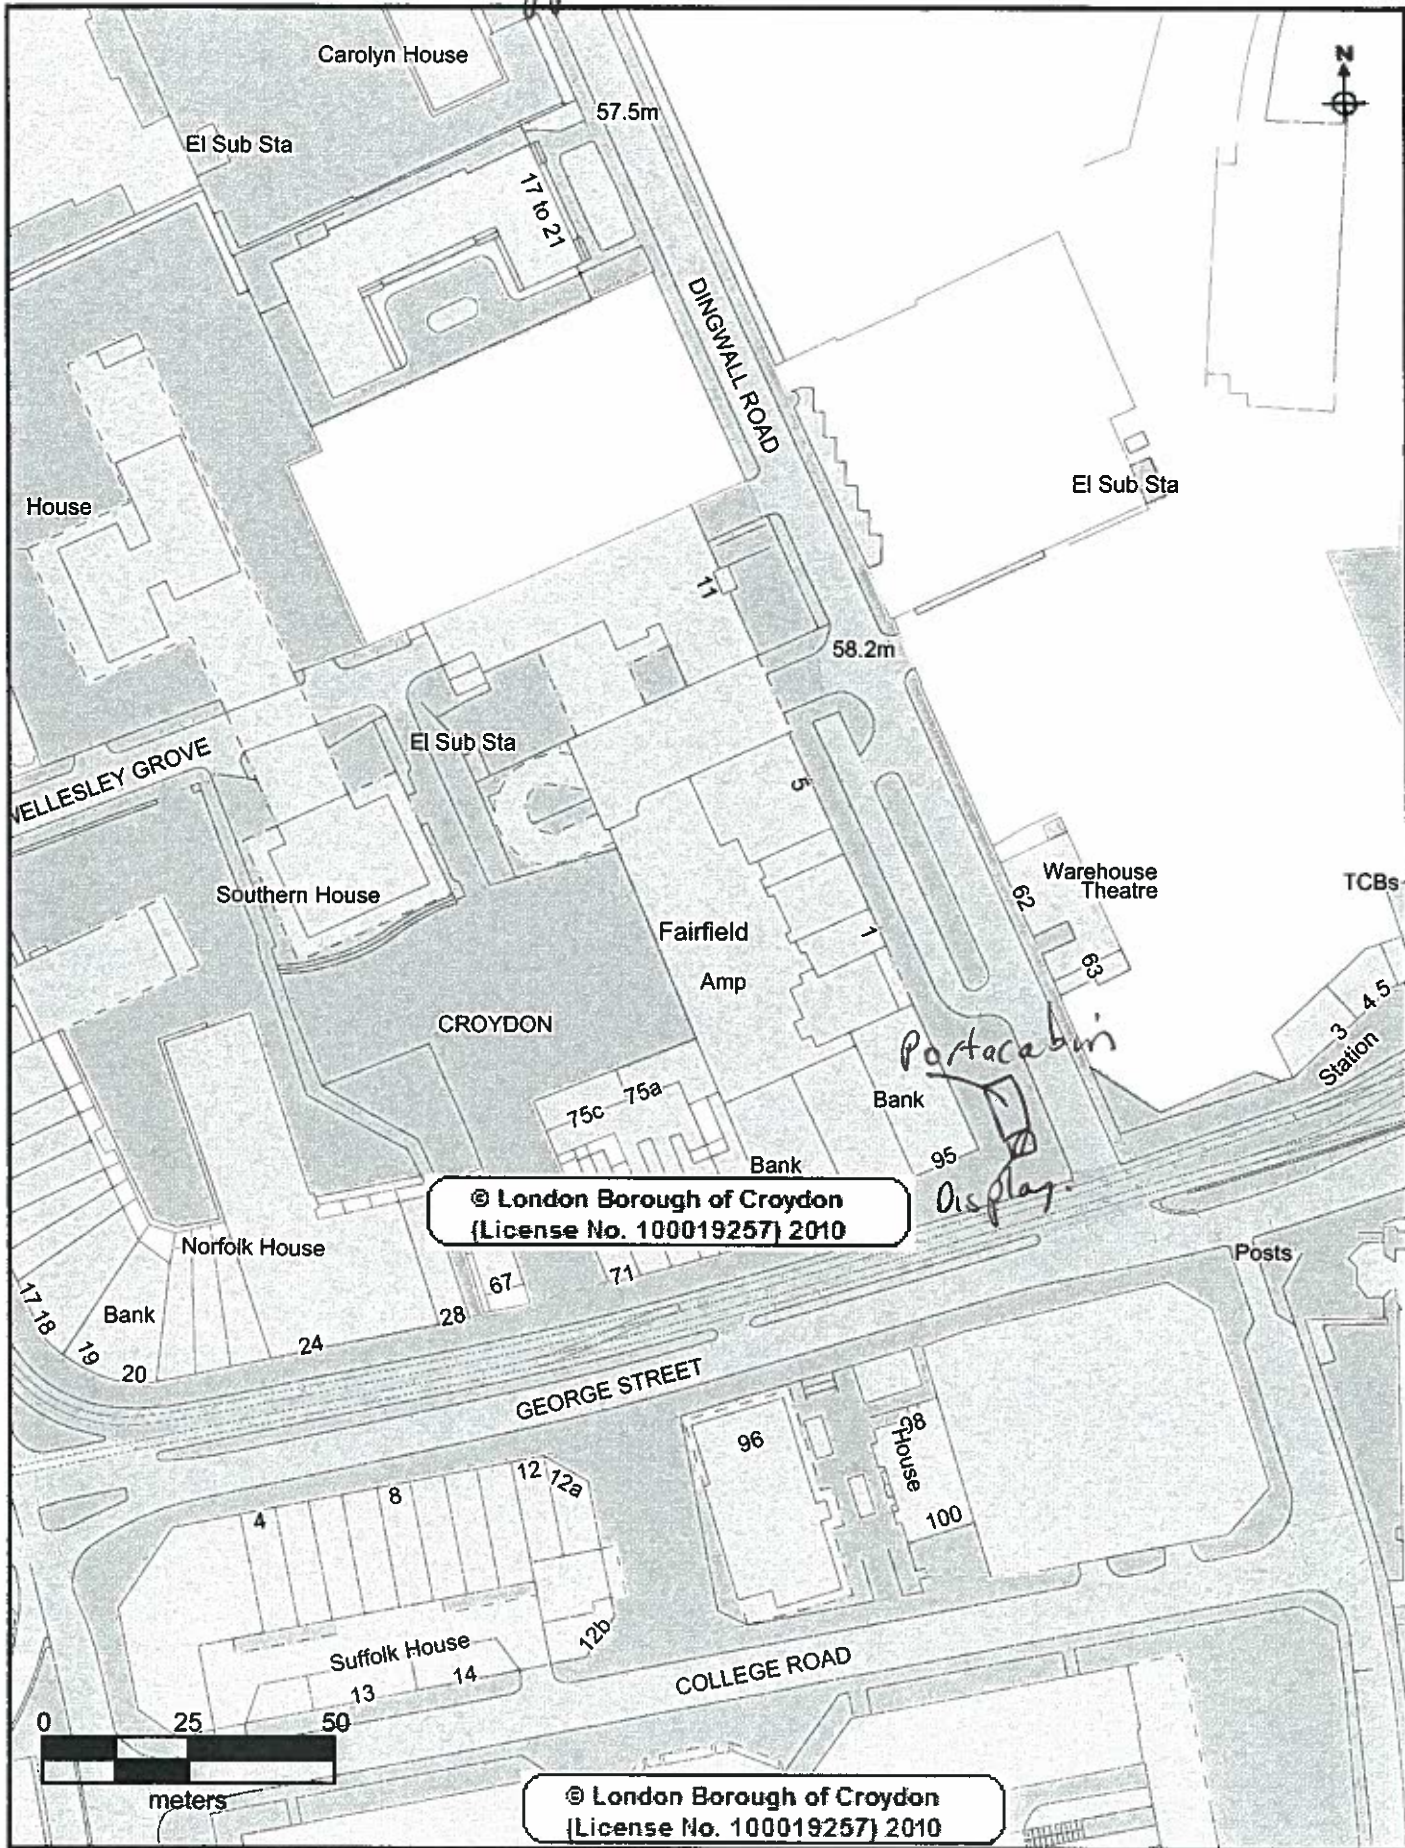 Carolyn House
N
57.5m
El Sub Sta
17 to 21
DINGWALL ROAD
El Sub Sta
House
11
58.2m
El Sub Sta
WELLESLEY GROVE
5
Warehouse
Theatre
TCBs
62
Southern House
Fairfield
1
63
Amp
4.5
3
Station
CROYDON
Portacabin
75c
75a
Bank
95
Bank
Display.
© London Borough of Croydon
(License No. 100019257) 2010
Norfolk House
Posts
67
71
17 18
Bank
28
24
19
20
GEORGE STREET
96
98
House
12
12a
8
4
100
12b
Suffolk House
COLLEGE ROAD
14
13
0 25 50
meters
© London Borough of Croydon
(License No. 100019257) 2010